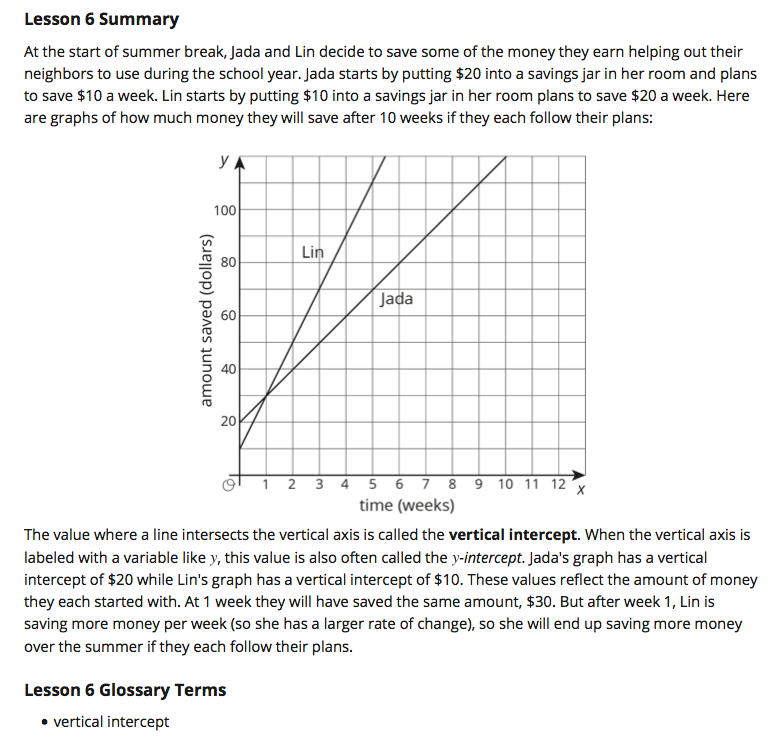 Lesson 6 Summary
At the start of summer break, Jada and Lin decide to save some of the money they earn helping out their
neighbors to use during the school year. Jada starts by putting $20 into a savings jar in her room and plans
to save $10 a week. Lin starts by putting $10 into a savings jar in her room plans to save $20 a week. Here
are graphs of how much money they will save after 10 weeks if they each follow their plans:
y
100
80
60
40
20
amount saved (dollars)
Lin
Jada
O 1 2 3 4 5 6 7 8 9 10 11 12 x
time (weeks)
The value where a line intersects the vertical axis is called the vertical intercept. When the vertical axis is
labeled with a variable like y, this value is also often called the y-intercept. Jada's graph has a vertical
intercept of $20 while Lin's graph has a vertical intercept of $10. These values reflect the amount of money
they each started with. At 1 week they will have saved the same amount, $30. But after week 1, Lin is
saving more money per week (so she has a larger rate of change), so she will end up saving more money
over the summer if they each follow their plans.
Lesson 6 Glossary Terms
• vertical intercept